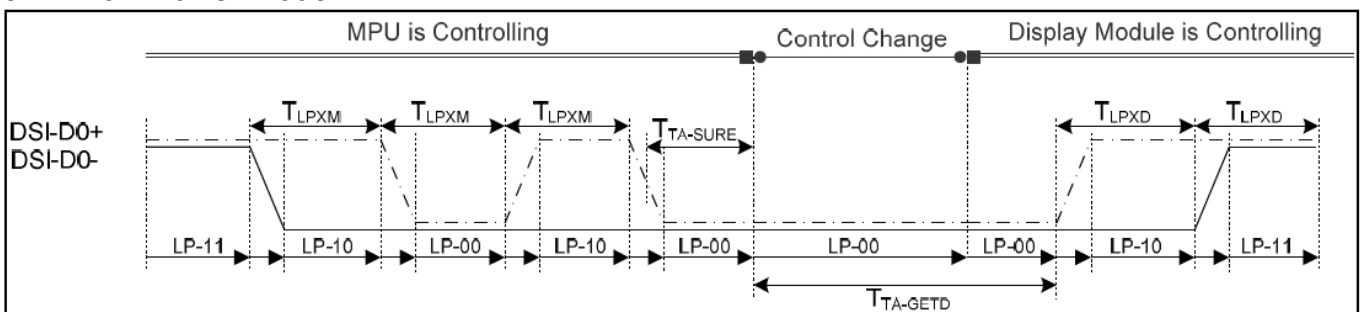 MPU is Controlling Control Change Display Module is Controlling
TLPXM TLPXM TLPXM TTA-SURE TLPXD TLPXD
DSI-D0+
DSI-D0-
LP-11 LP-10 LP-00 LP-10 LP-00 LP-00 LP-00 LP-10 LP-11
TTA-GETD